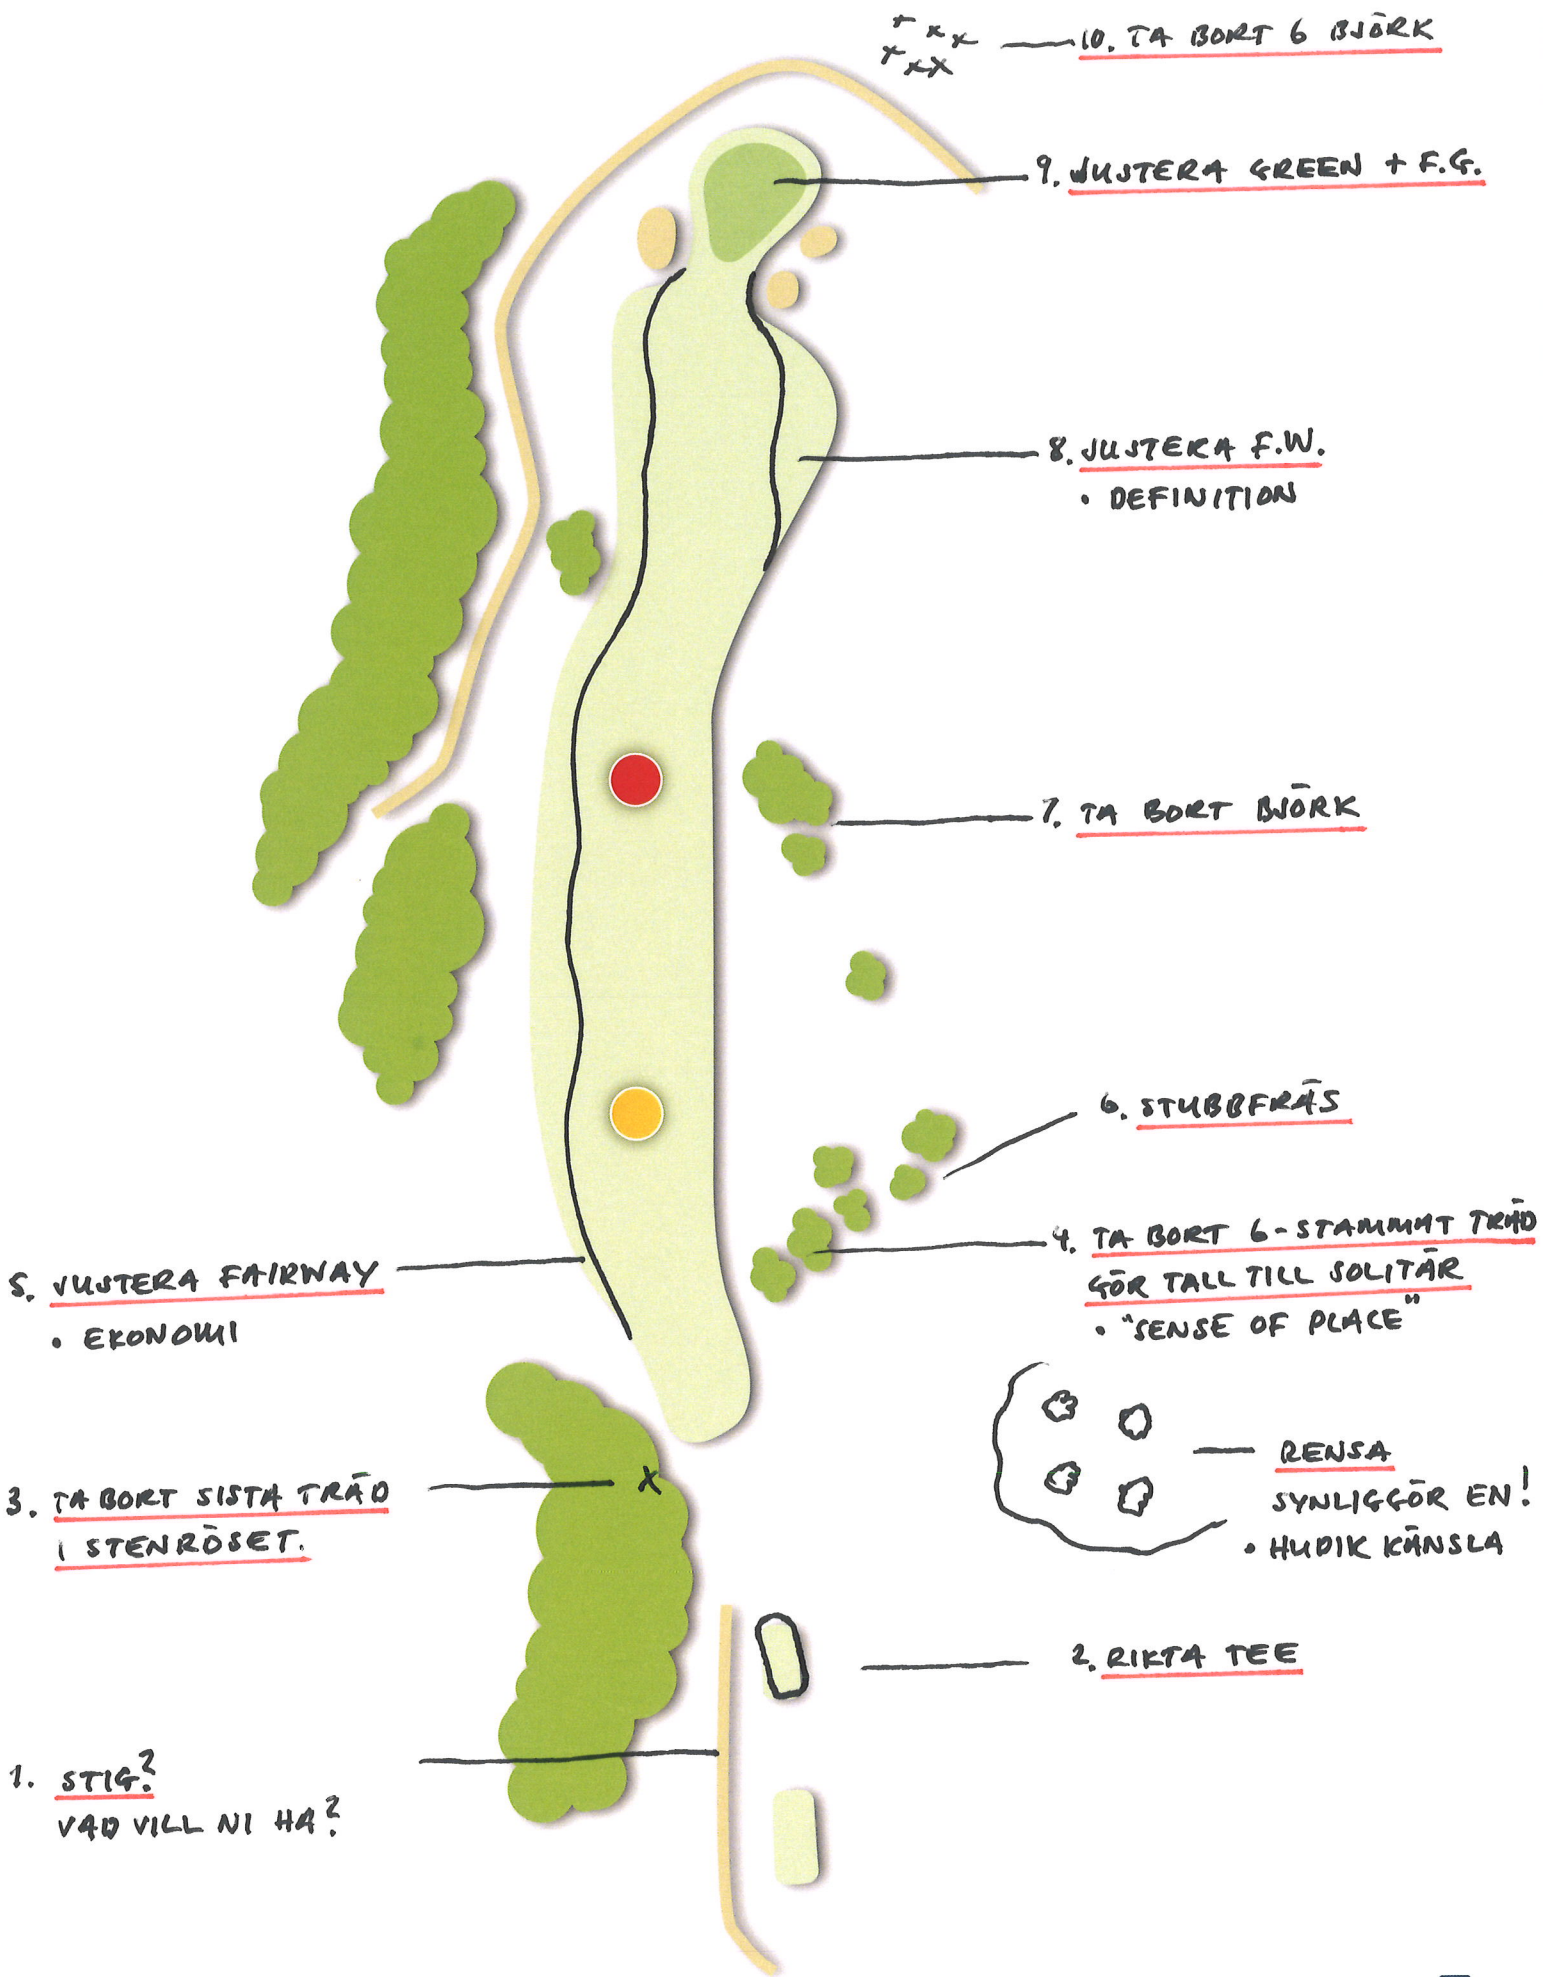 10. TA BORT 6 BJÖRK
9. JUSTERA GREEN + F.G.
8. JUSTERA F.W.
• DEFINITION
7. TA BORT BJÖRK
6. STUBBFRÄS
4. TA BORT 6-STAMMAT TRÄD
GÖR TALL TILL SOLITÄR
• "SENSE OF PLACE"
5. JUSTERA FAIRWAY
• EKONOMI
RENSA
SYNLIGGÖR EN!
• HUDIK KÄNSLA
3. TA BORT SISTA TRÄD
I STENRÖSET.
2. RIKTA TEE
1. STIG?
VAD VILL NI HA?